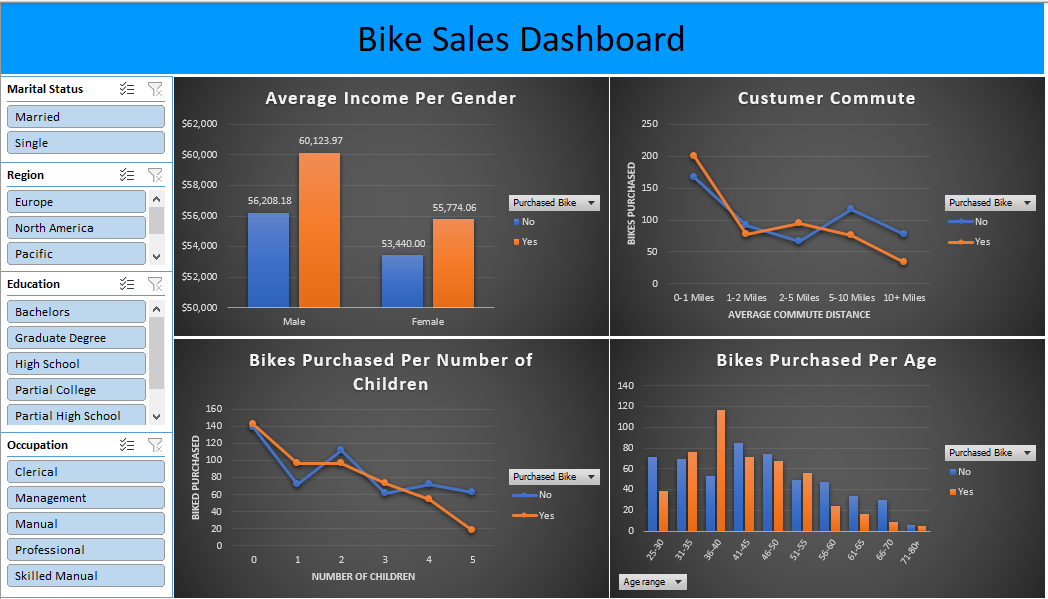 Bike Sales Dashboard
Marital Status
Married
Single
Region
Europe
North America
Pacific
Education
Bachelors
Graduate Degree
High School
Partial College
Partial High School
Occupation
Clerical
Management
Manual
Professional
Skilled Manual
Average Income Per Gender
$62,000
$60,000
$58,000
$56,000
$54,000
$52,000
$50,000
56,208.18
60,123.97
53,440.00
55,774.06
Male
Female
Purchased Bike
No
Yes
Custumer Commute
BIKES PURCHASED
250
200
150
100
50
0
0-1 Miles
1-2 Miles
2-5 Miles
5-10 Miles
10+ Miles
AVERAGE COMMUTE DISTANCE
Purchased Bike
No
Yes
Bikes Purchased Per Number of
Children
BIKED PURCHASED
160
140
120
100
80
60
40
20
0
0
1
2
3
4
5
NUMBER OF CHILDREN
Purchased Bike
No
Yes
Bikes Purchased Per Age
140
120
100
80
60
40
20
0
25-30
31-35
36-40
41-45
46-50
51-55
56-60
61-65
66-70
71-80+
Purchased Bike
No
Yes
Age range